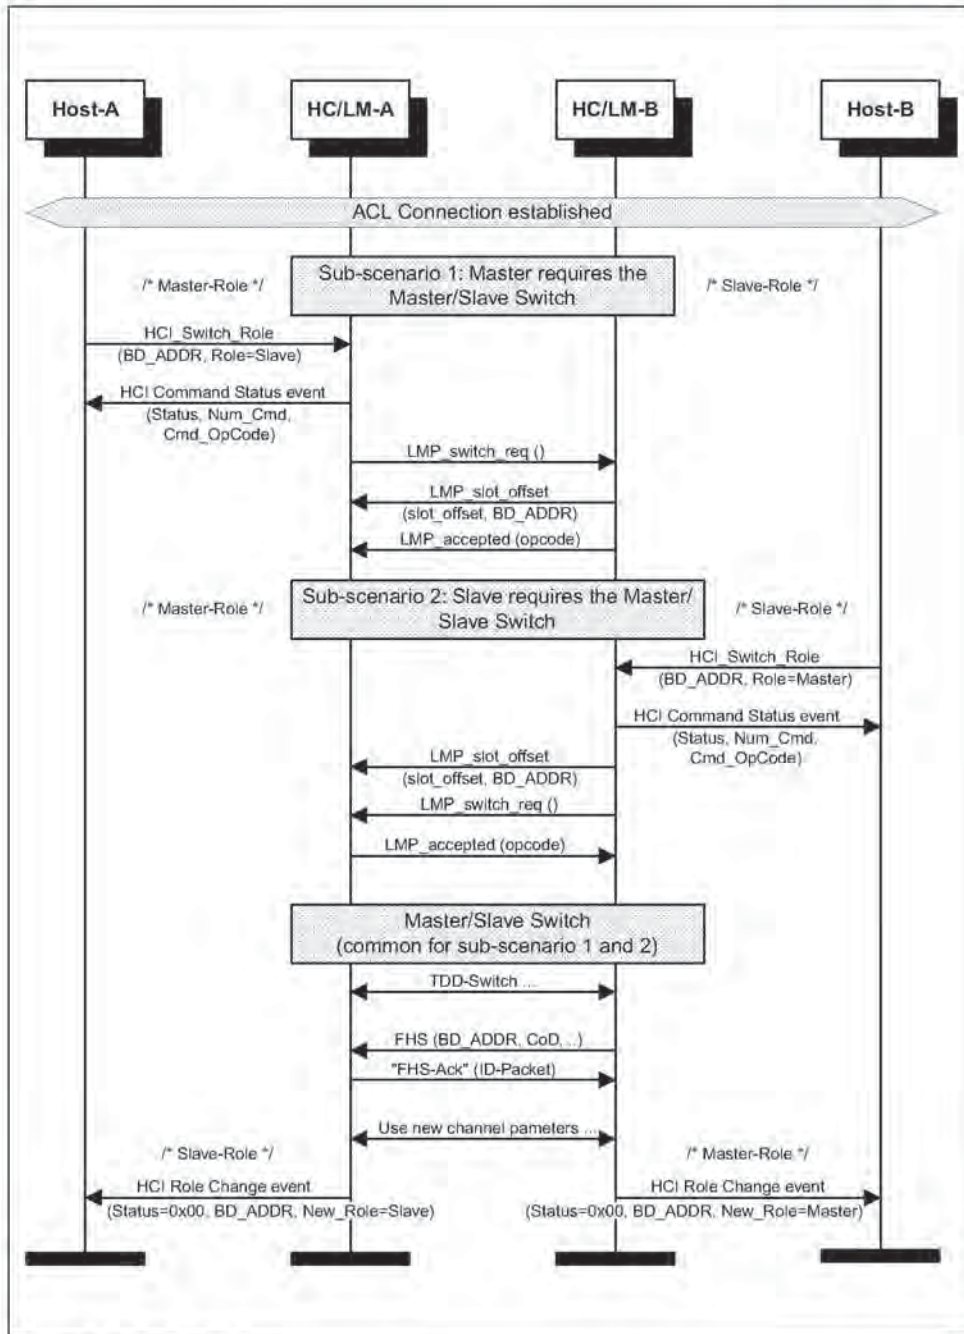 Host-A
HC/LM-A
HC/LM-B
Host-B
ACL Connection established
/* Master-Role */
Sub-scenario 1: Master requires the
Master/Slave Switch
/* Slave-Role */
HCI_Switch_Role
(BD_ADDR, Role=Slave)
HCI Command Status event
(Status, Num_Cmd,
Cmd_OpCode)
LMP_switch_req ()
LMP_slot_offset
(slot_offset, BD_ADDR)
LMP_accepted (opcode)
/* Master-Role */
Sub-scenario 2: Slave requires the Master/
Slave Switch
/* Slave-Role */
HCI_Switch_Role
(BD_ADDR, Role=Master)
HCI Command Status event
(Status, Num_Cmd,
Cmd_OpCode)
LMP_slot_offset
(slot_offset, BD_ADDR)
LMP_switch_req ()
LMP_accepted (opcode)
Master/Slave Switch
(common for sub-scenario 1 and 2)
TDD-Switch ...
FHS (BD_ADDR, CoD, ..)
"FHS-Ack" (ID-Packet)
Use new channel pameters ...
/* Slave-Role */
/* Master-Role */
HCI Role Change event
(Status=0x00, BD_ADDR, New_Role=Slave)
HCI Role Change event
(Status=0x00, BD_ADDR, New_Role=Master)